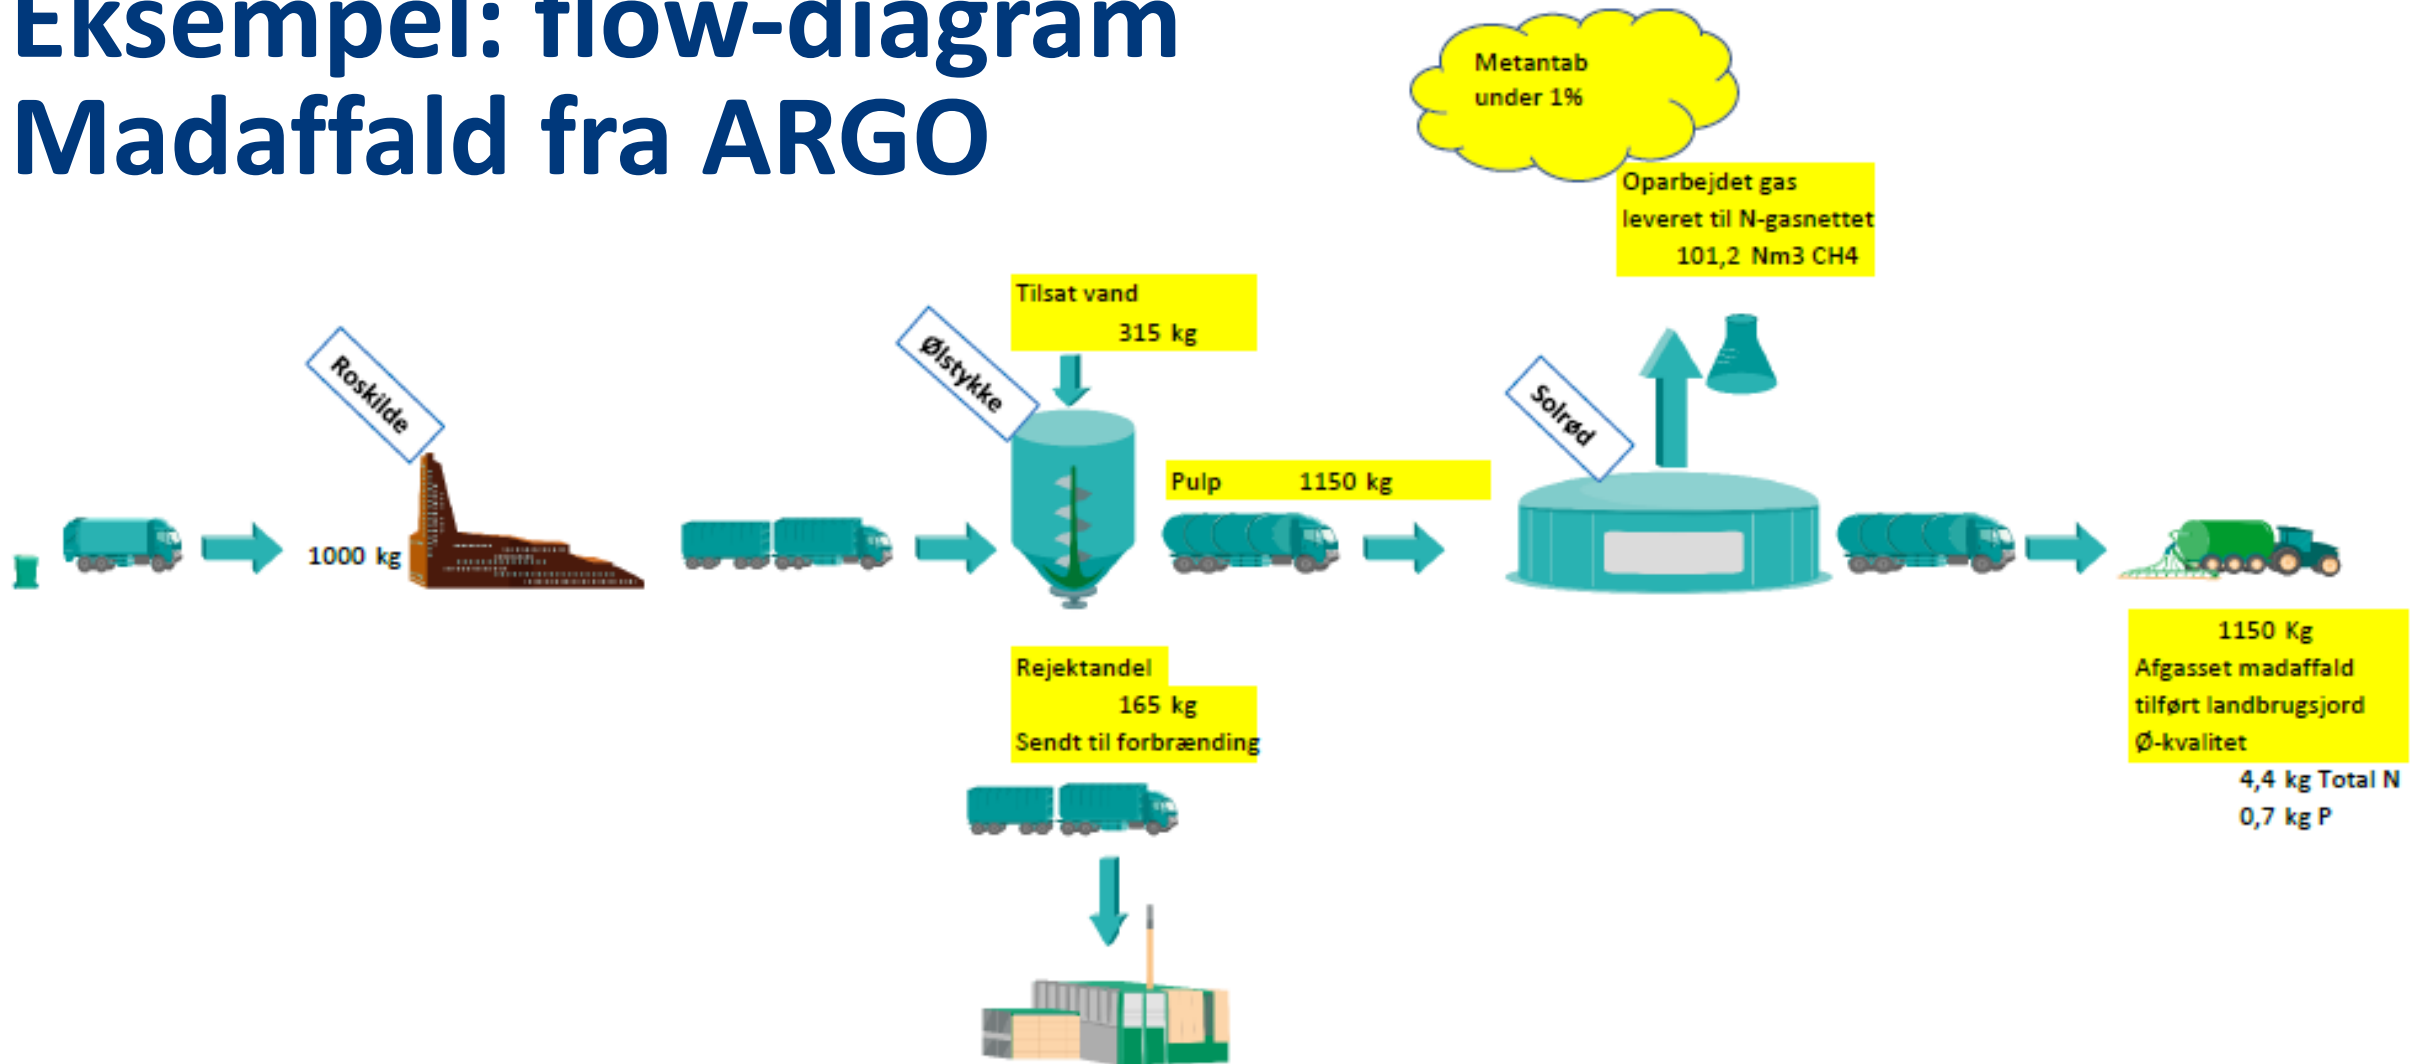 Eksempel: flow-diagram
Madaffald fra ARGO
Metantab
under 1%
Oparbejdet gas
leveret til N-gasnettet
101,2 Nm3 CH4
Tilsat vand
315 kg
Roskilde
Ølstykke
Solrød
1000 kg
Pulp 1150 kg
Rejektandel
165 kg
Sendt til forbrænding
1150 Kg
Afgasset madaffald
tilført landbrugsjord
Ø-kvalitet
4,4 kg Total N
0,7 kg P